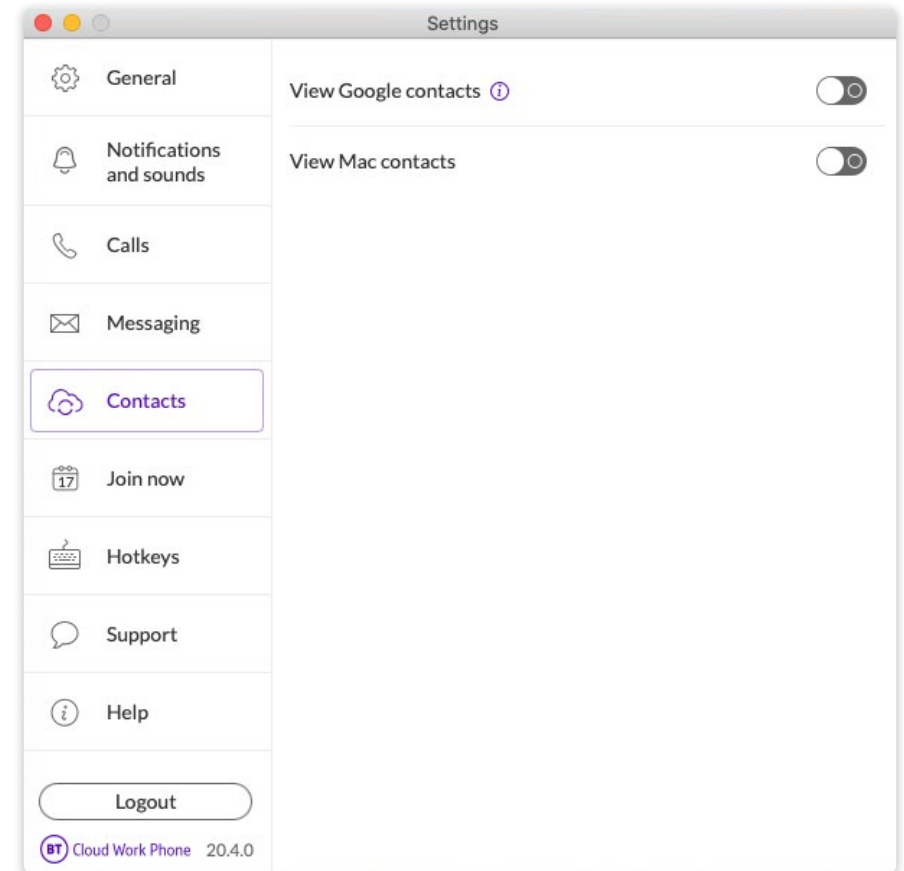 Settings
General
Notifications
and sounds
Calls
Messaging
Contacts
17
Join now
Hotkeys
Support
i
Help
Logout
BT Cloud Work Phone 20.4.0
View Google contacts i
View Mac contacts